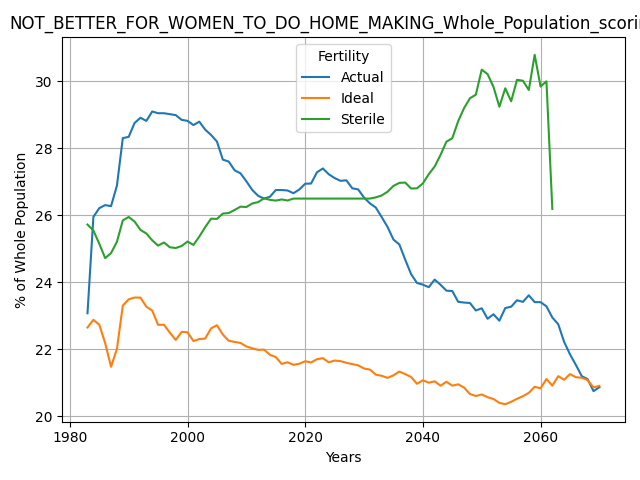 NOT_BETTER_FOR_WOMEN_TO_DO_HOME_MAKING_Whole_Population_scori
Fertility
Actual
Ideal
Sterile
% of Whole Population
30
28
26
24
22
20
1980
2000
2020
2040
2060
Years